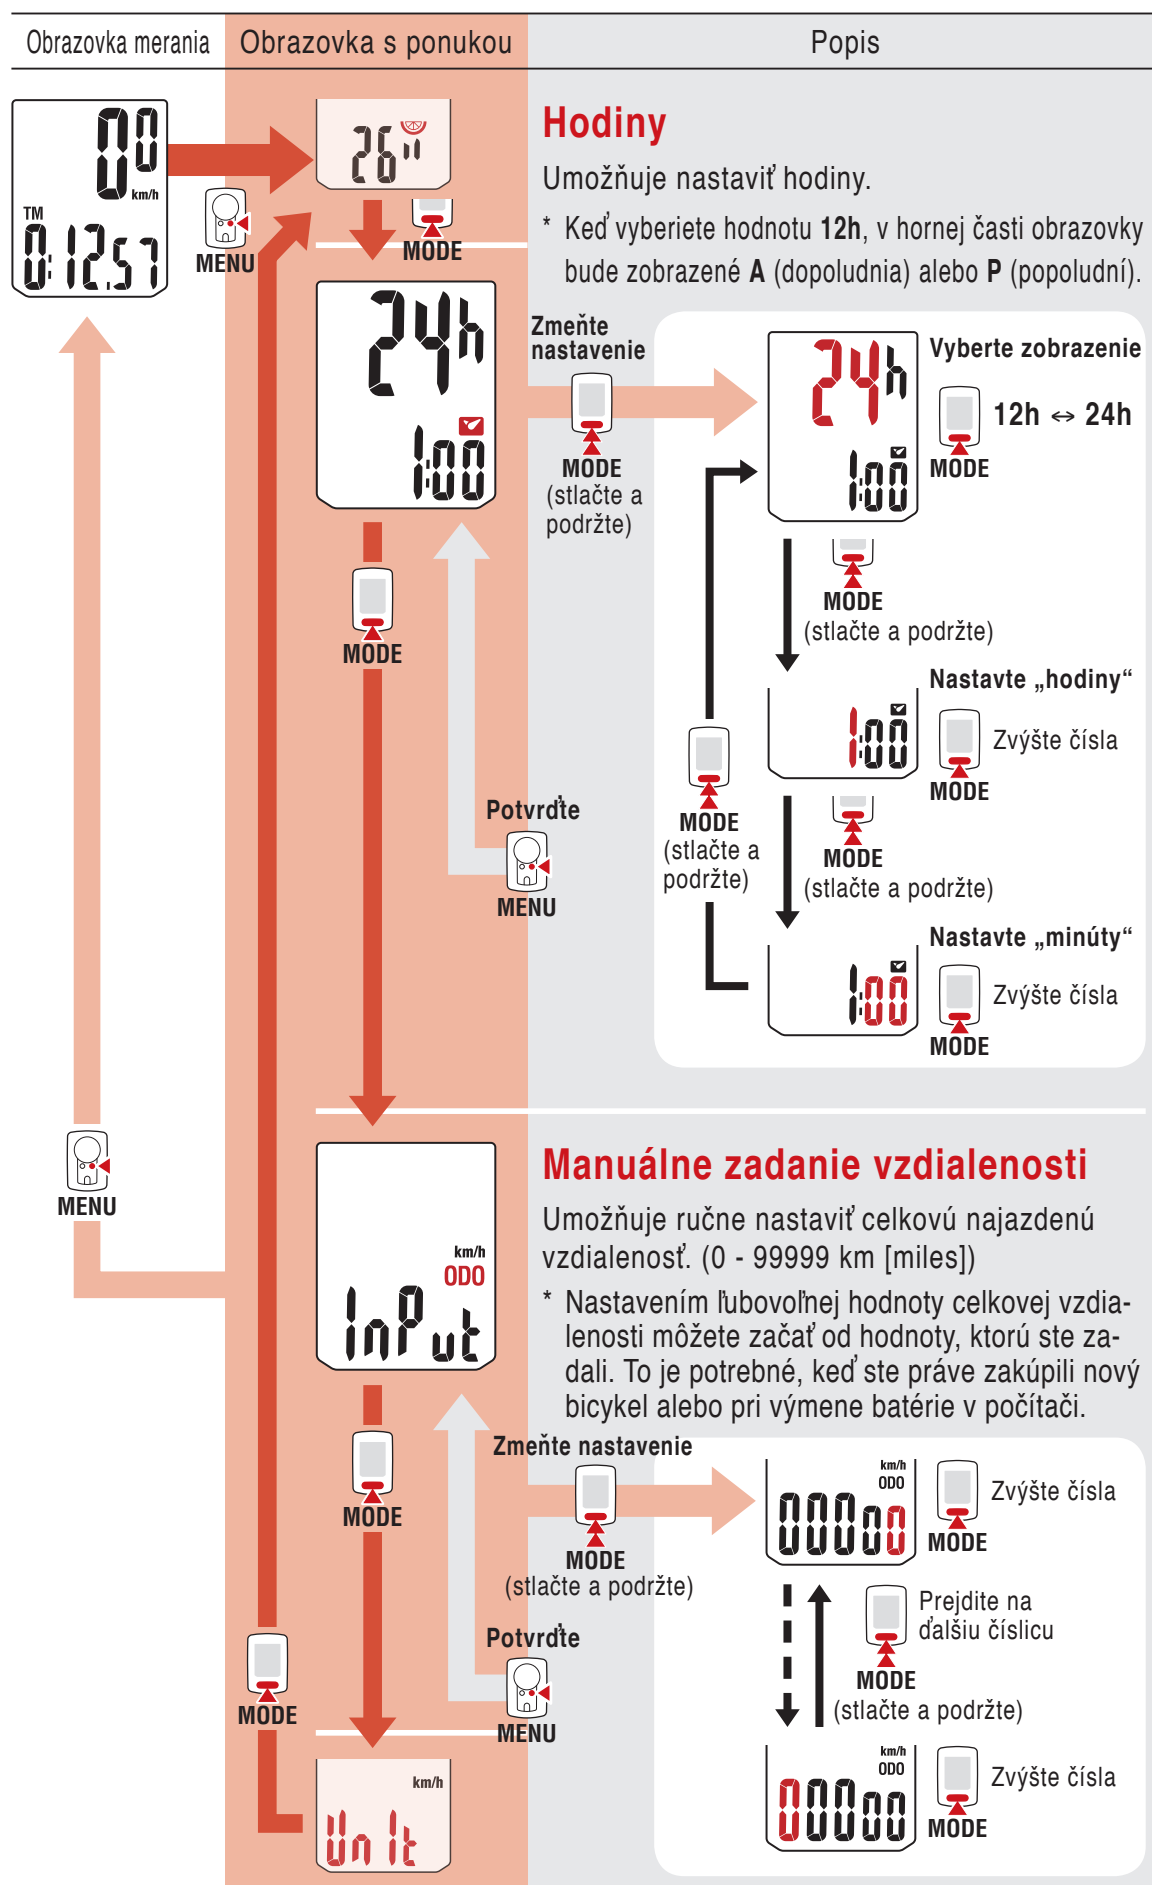 Obrazovka merania
Obrazovka s ponukou
Popis
00
km/h
TM
0:12.57
MENU
26"
MODE
Hodiny
Umožňuje nastaviť hodiny.
* Keď vyberiete hodnotu 12h, v hornej časti obrazovky
bude zobrazené A (dopoludnia) alebo P (popoludní).
24h
1:00
Zmeňte
nastavenie
MODE
(stlačte a
podržte)
24h
1:00
Vyberte zobrazenie
12h ↔ 24h
MODE
MODE
(stlačte a podržte)
MODE
Nastavte „hodiny“
1:00
Zvýšte čísla
MODE
MODE
(stlačte a
podržte)
MODE
(stlačte a podržte)
Potvrďte
MENU
Nastavte „minúty“
1:00
Zvýšte čísla
MODE
MENU
Manuálne zadanie vzdialenosti
Umožňuje ručne nastaviť celkovú najazdenú
vzdialenosť. (0 - 99999 km [miles])
* Nastavením ľubovoľnej hodnoty celkovej vzdia-
lenosti môžete začať od hodnoty, ktorú ste za-
dali. To je potrebné, keď ste práve zakúpili nový
bicykel alebo pri výmene batérie v počítači.
km/h
ODO
InPut
MODE
Zmeňte nastavenie
MODE
(stlačte a podržte)
km/h
ODO
00000
Zvýšte čísla
MODE
Prejdite na
ďalšiu číslicu
MODE
(stlačte a podržte)
Potvrďte
MENU
MODE
km/h
UnIt
km/h
ODO
00000
Zvýšte čísla
MODE